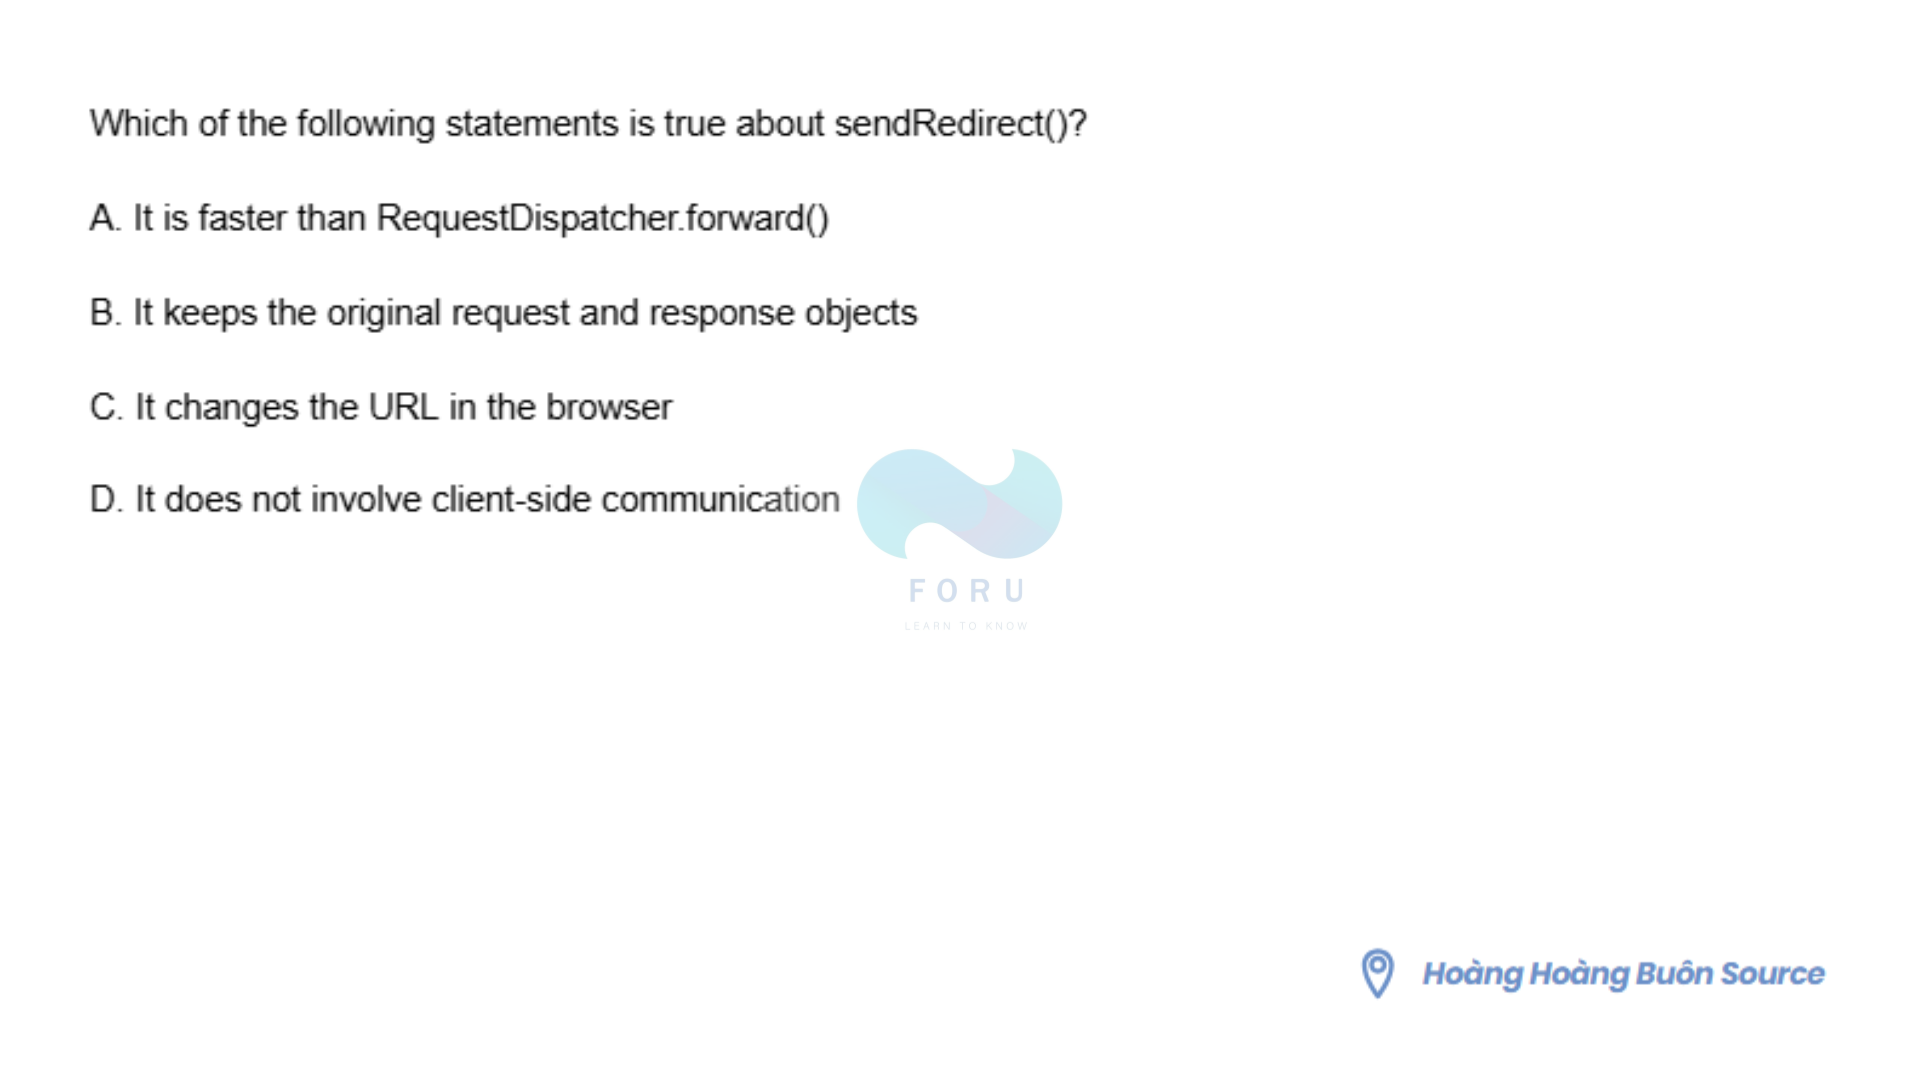 Which of the following statements is true about sendRedirect()?
A. It is faster than RequestDispatcher.forward()
B. It keeps the original request and response objects
C. It changes the URL in the browser
D. It does not involve client-side communication
FORU
LEARN TO KNOW
Hoàng Hoàng Buôn Source